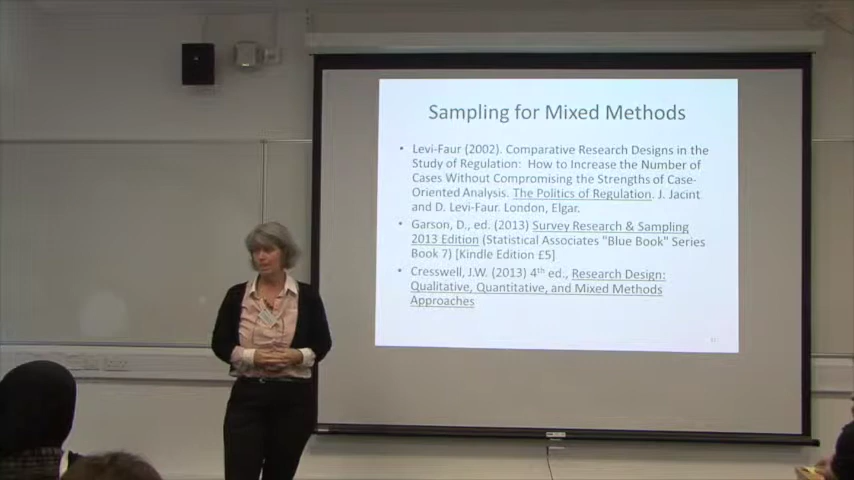 Sampling for Mixed Methods
• Levi-Faur (2002). Comparative Research Designs in the
Study of Regulation: How to Increase the Number of
Cases Without Compromising the Strengths of Case-
Oriented Analysis. The Politics of Regulation. J. Jacint
and D. Levi-Faur. London, Elgar.
• Garson, D., ed. (2013) Survey Research & Sampling
2013 Edition (Statistical Associates "Blue Book" Series
Book 7) [Kindle Edition £5]
• Cresswell, J.W. (2013) 4th ed., Research Design:
Qualitative, Quantitative, and Mixed Methods
Approaches